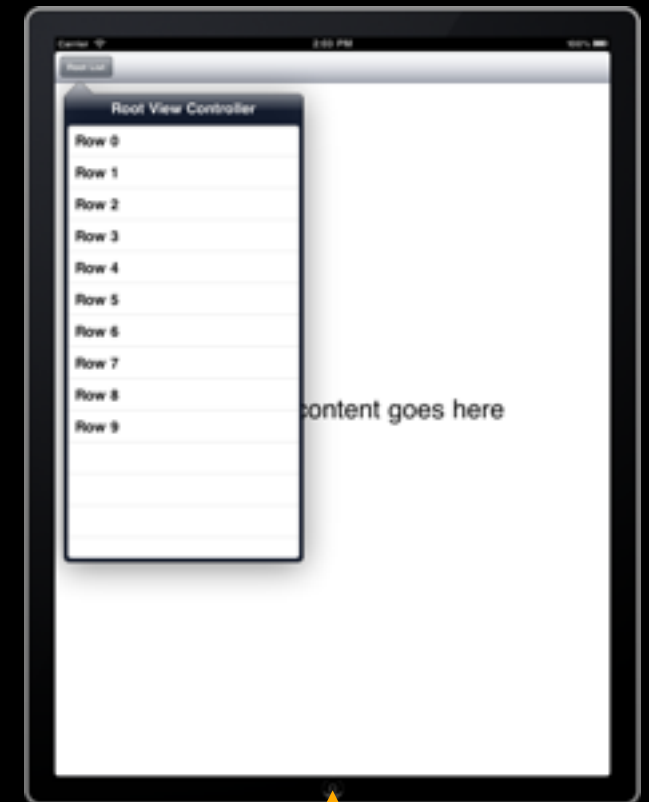 Carrier 2:03 PM 100%
Root List
Root View Controller
Row 0
Row 1
Row 2
Row 3
Row 4
Row 5
Row 6
Row 7
Row 8
Row 9
content goes here